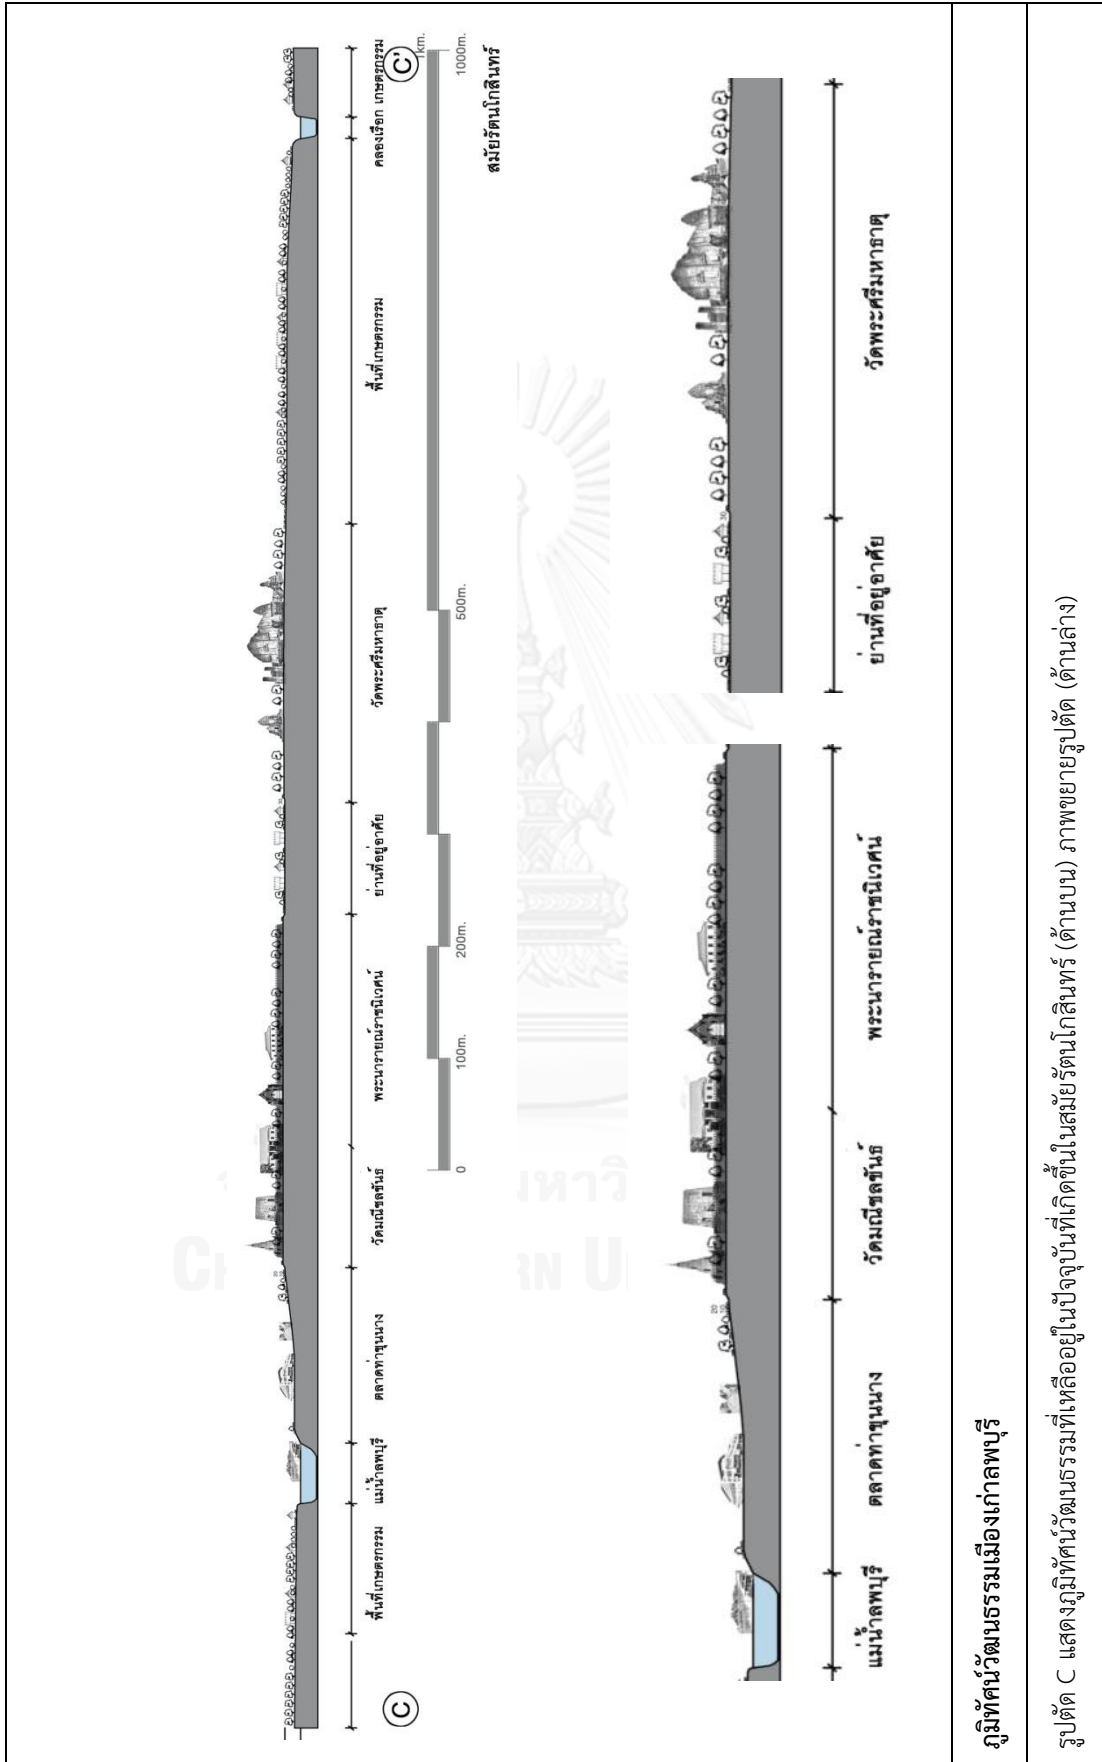 C
C'
พื้นที่เกษตรกรรม
แม่น้ำลพบุรี
ตลาดท่าขุนนาง
วัดมณีชลขันธ์
พระนารายณ์ราชนิเวศน์
ย่านที่อยู่อาศัย
วัดพระศรีมหาธาตุ
พื้นที่เกษตรกรรม
คลองเรือก เกษตรกรรม
0
100m.
200m.
500m.
1000m.
1km.
สมัยรัตนโกสินทร์
แม่น้ำลพบุรี
ตลาดท่าขุนนาง
วัดมณีชลขันธ์
พระนารายณ์ราชนิเวศน์
ย่านที่อยู่อาศัย
วัดพระศรีมหาธาตุ
ภูมิทัศน์วัฒนธรรมเมืองเก่าลพบุรี
รูปตัด C แสดงภูมิทัศน์วัฒนธรรมที่เหลืออยู่ในปัจจุบันที่เกิดขึ้นในสมัยรัตนโกสินทร์ (ด้านบน) ภาพขยายรูปตัด (ด้านล่าง)